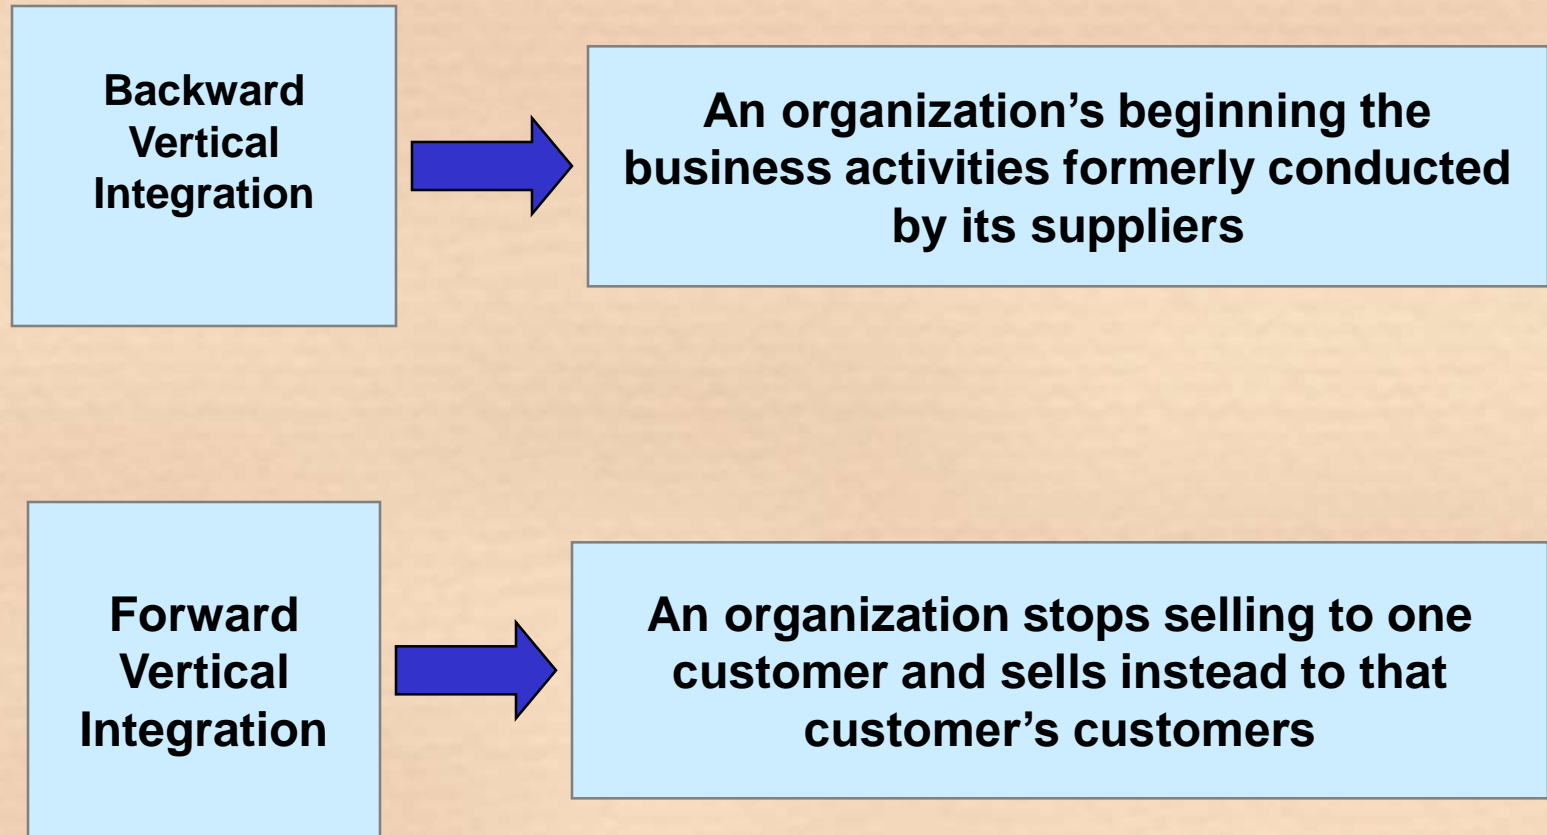 Backward
Vertical
Integration
An organization’s beginning the
business activities formerly conducted
by its suppliers
Forward
Vertical
Integration
An organization stops selling to one
customer and sells instead to that
customer’s customers